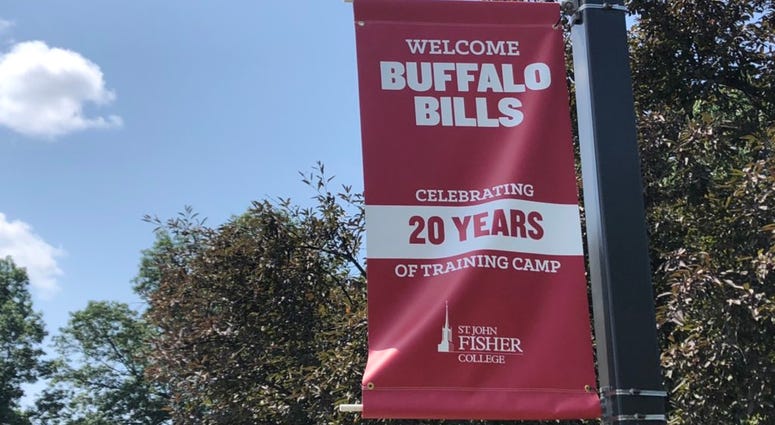 WELCOME
BUFFALO
BILLS
CELEBRATING
20 YEARS
OF TRAINING CAMP
ST. JOHN
FISHER
COLLEGE